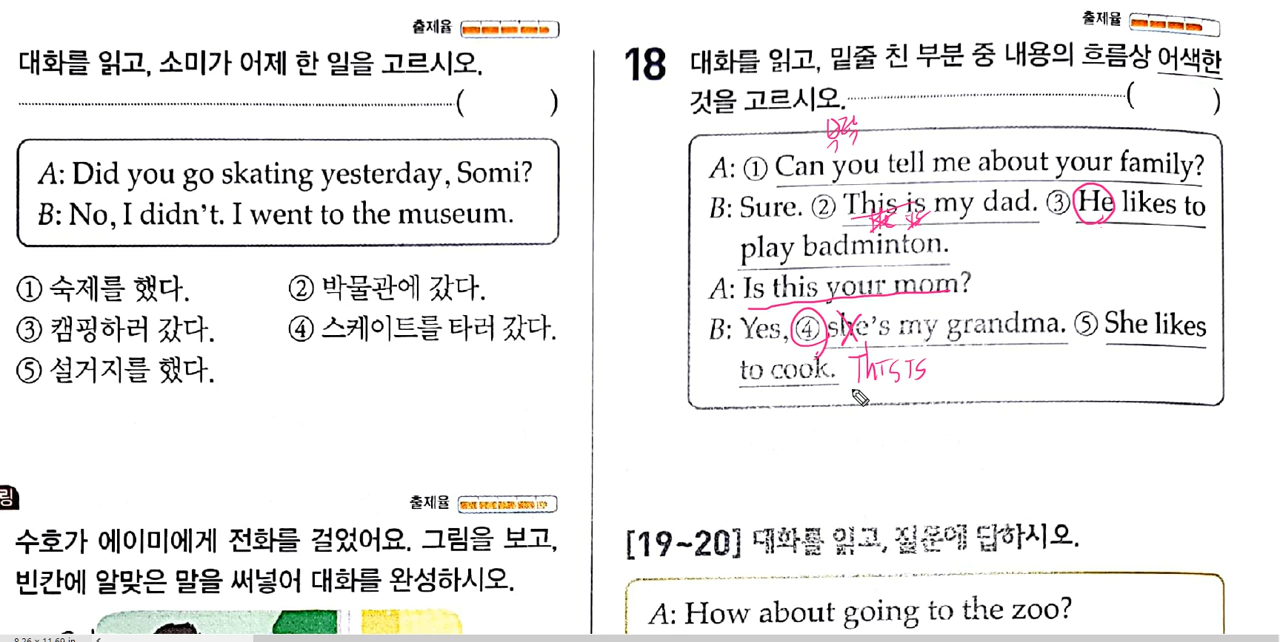 출제율
대화를 읽고, 소미가 어제 한 일을 고르시오.
( )
A: Did you go skating yesterday, Somi?
B: No, I didn't. I went to the museum.
① 숙제를 했다. ② 박물관에 갔다.
③ 캠핑하러 갔다. ④ 스케이트를 타러 갔다.
⑤ 설거지를 했다.
링
출제율
수호가 에이미에게 전화를 걸었어요. 그림을 보고,
빈칸에 알맞은 말을 써넣어 대화를 완성하시오.
8.26 x 11.69 in
출제율
18 대화를 읽고, 밑줄 친 부분 중 내용의 흐름상 어색한
것을 고르시오. ( )
A: ① Can you tell me about your family?
B: Sure. ② This is my dad. ③ He likes to
play badminton.
A: Is this your mom?
B: Yes, ④ she's my grandma. ⑤ She likes
to cook. This is
[19~20] 대화를 읽고, 질문에 답하시오.
A: How about going to the zoo?